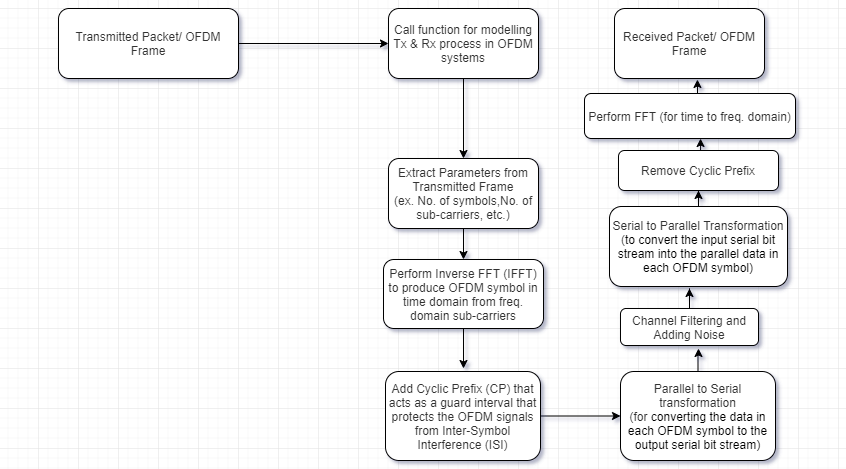 Transmitted Packet/ OFDM
Frame
Call function for modelling
Tx & Rx process in OFDM
systems
Extract Parameters from
Transmitted Frame
(ex. No. of symbols,No. of
sub-carriers, etc.)
Perform Inverse FFT (IFFT)
to produce OFDM symbol in
time domain from freq.
domain sub-carriers
Add Cyclic Prefix (CP) that
acts as a guard interval that
protects the OFDM signals
from Inter-Symbol
Interference (ISI)
Parallel to Serial
transformation
(for converting the data in
each OFDM symbol to the
output serial bit stream)
Channel Filtering and
Adding Noise
Serial to Parallel Transformation
(to convert the input serial bit
stream into the parallel data in
each OFDM symbol)
Remove Cyclic Prefix
Perform FFT (for time to freq. domain)
Received Packet/ OFDM
Frame